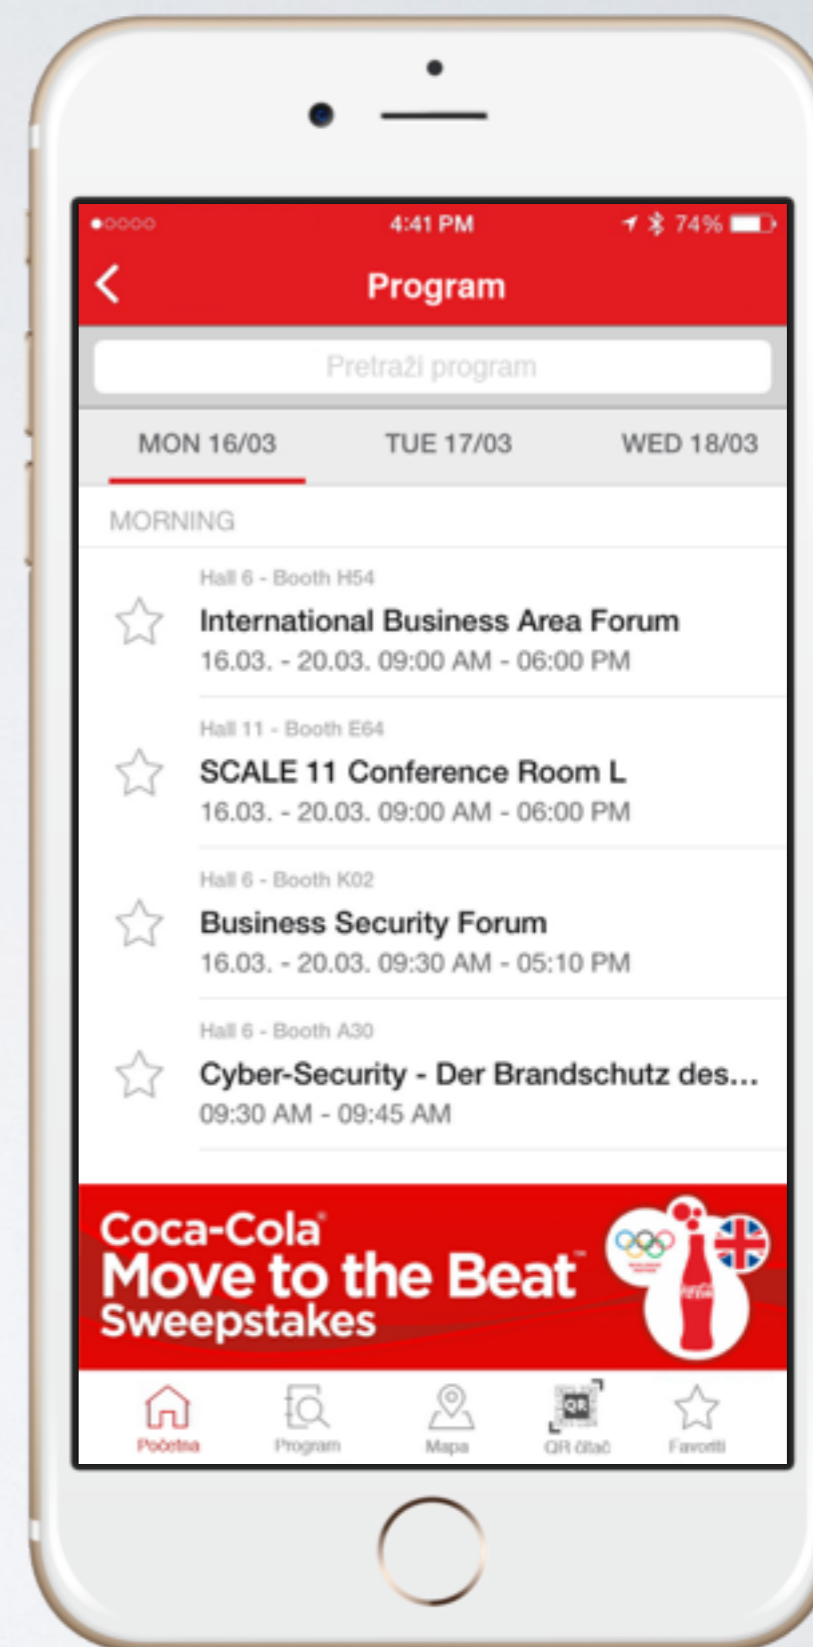 4:41 PM
74%
Program
Pretraži program
MON 16/03
TUE 17/03
WED 18/03
MORNING
Hall 6 - Booth H54
International Business Area Forum
16.03. - 20.03. 09:00 AM - 06:00 PM
Hall 11 - Booth E64
SCALE 11 Conference Room L
16.03. - 20.03. 09:00 AM - 06:00 PM
Hall 6 - Booth K02
Business Security Forum
16.03. - 20.03. 09:30 AM - 05:10 PM
Hall 6 - Booth A30
Cyber-Security - Der Brandschutz des...
09:30 AM - 09:45 AM
Coca-Cola®
Move to the Beat™
Sweepstakes
QR
Početna
Program
Mapa
QR čitač
Favoriti